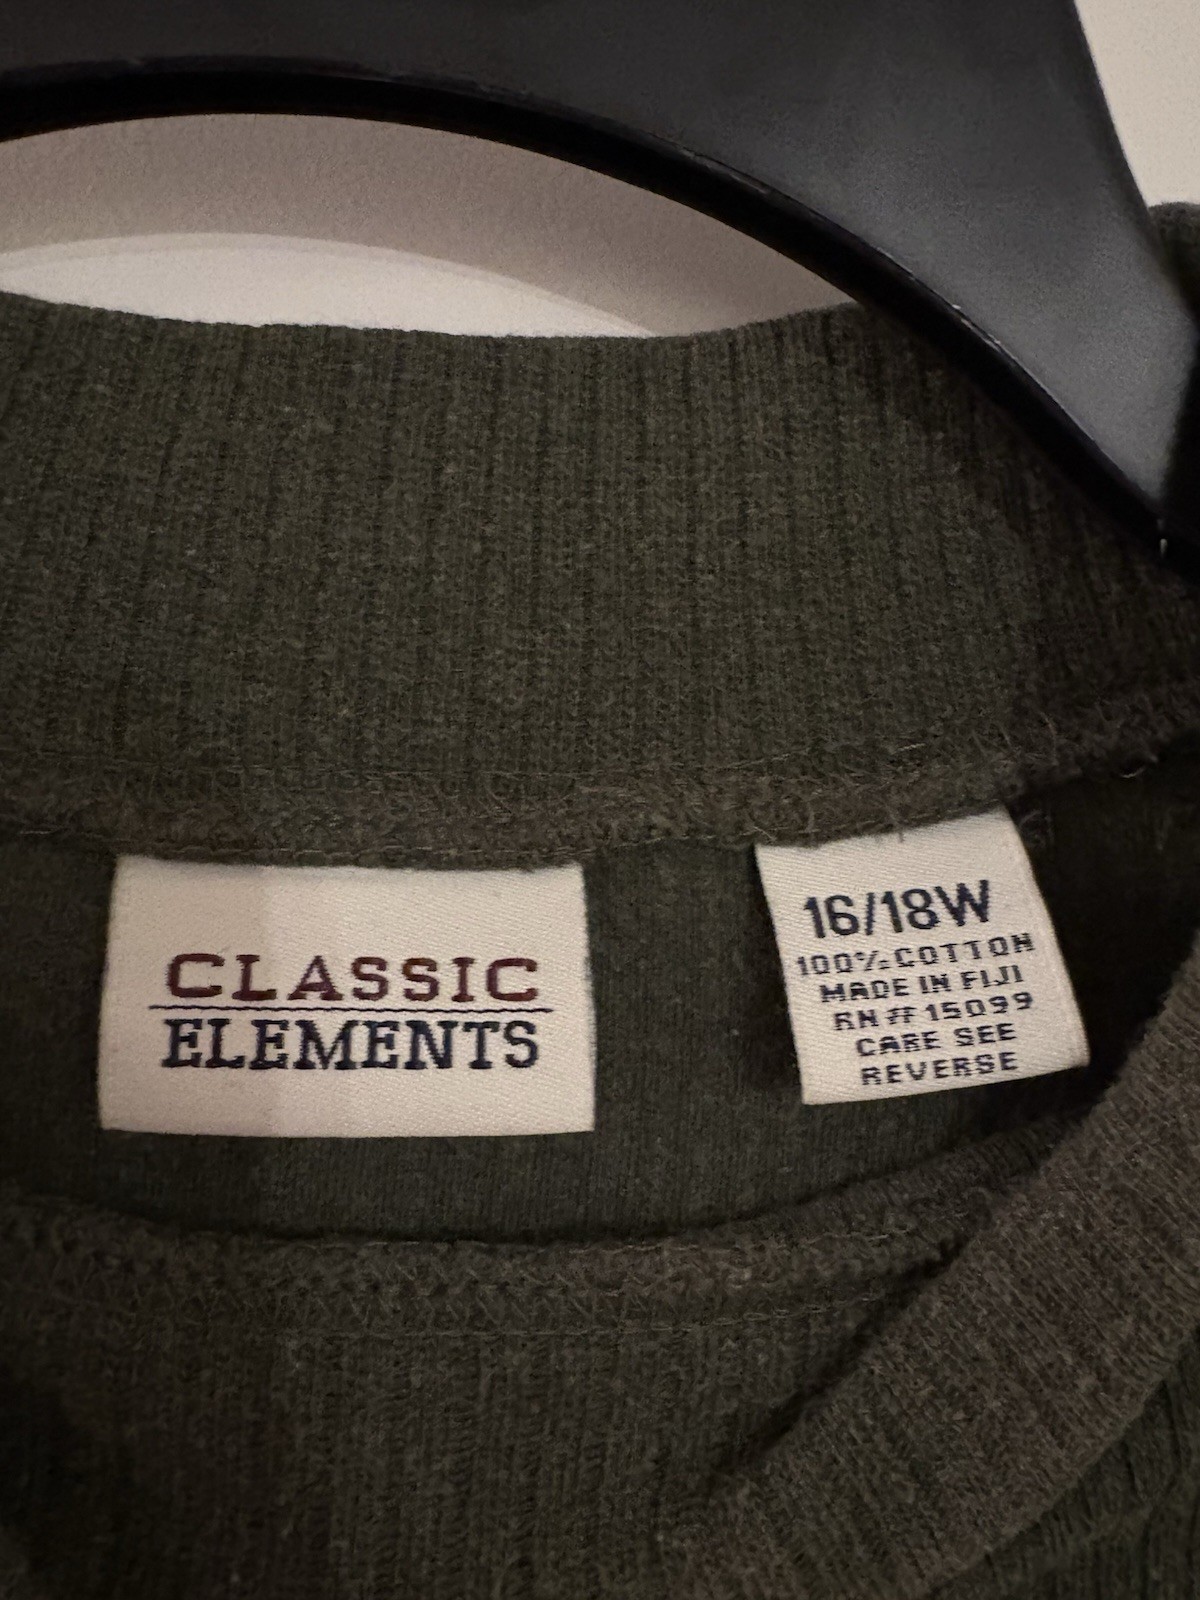 CLASSIC
ELEMENTS
16/18W
100% COTTON
MADE IN FIJI
RN # 15099
CARE SEE
REVERSE